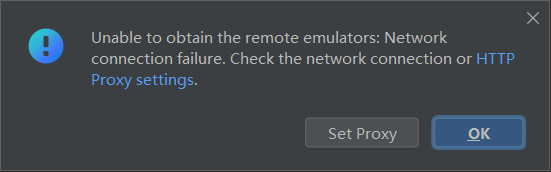 Unable to obtain the remote emulators: Network
connection failure. Check the network connection or HTTP
Proxy settings.
Set Proxy
OK